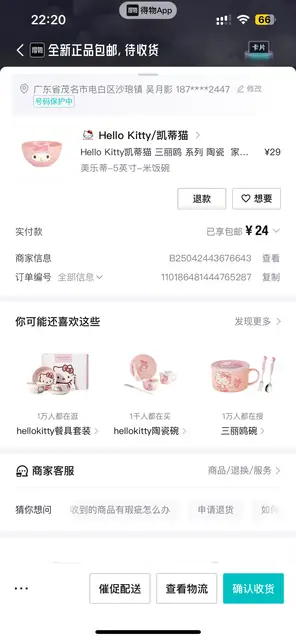 22:20
得物
得物App
66
得物
全新正品包邮,待收货
卡片
广东省茂名市电白区沙琅镇 吴月影 187****2447 修改
号码保护中
Hello Kitty/凯蒂猫 >
Hello Kitty凯蒂猫 三丽鸥 系列 陶瓷 家...
¥29
美乐蒂-5英寸-米饭碗
退款
想要
实付款
已享包邮 ¥ 24
商家信息
B25042443676643 查看
订单编号 全部信息
110186481444765287 复制
你可能还喜欢这些
发现更多 >
1万人都在逛
1千人都在买
1万人都在搜
hellokitty餐具套装 >
hellokitty陶瓷碗 >
三丽鸥碗 >
商家客服
商品/退换/服务 >
猜你想问
收到的商品有瑕疵怎么办
申请退货
如何
...
催促配送
查看物流
确认收货